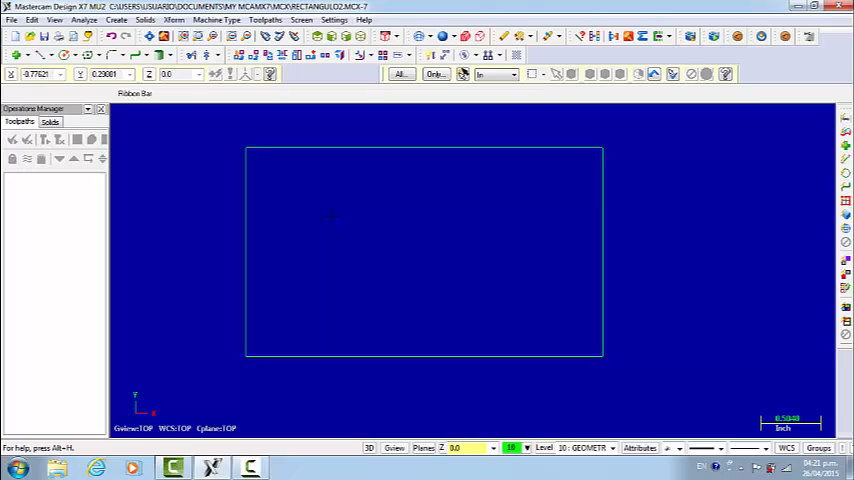 Mastercam Design X7 MU2 C:\USERS\USUARIO\DOCUMENTS\MY MCAMX7\MCX\RECTANGULO2.MCX-7
File Edit View Analyze Create Solids Xform Machine Type Toolpaths Screen Settings Help
X -0.77621 Y 0.29081 Z 0.0 All... Only... In
Ribbon Bar
Operations Manager
Toolpaths Solids
Y
X
Gview:TOP WCS:TOP Cplane:TOP
0.5040
Inch
For help, press Alt+H. 3D Gview Planes Z 0.0 10 Level 10 : GEOMETR Attributes WCS Groups
EN 04:21 p.m.
26/04/2015